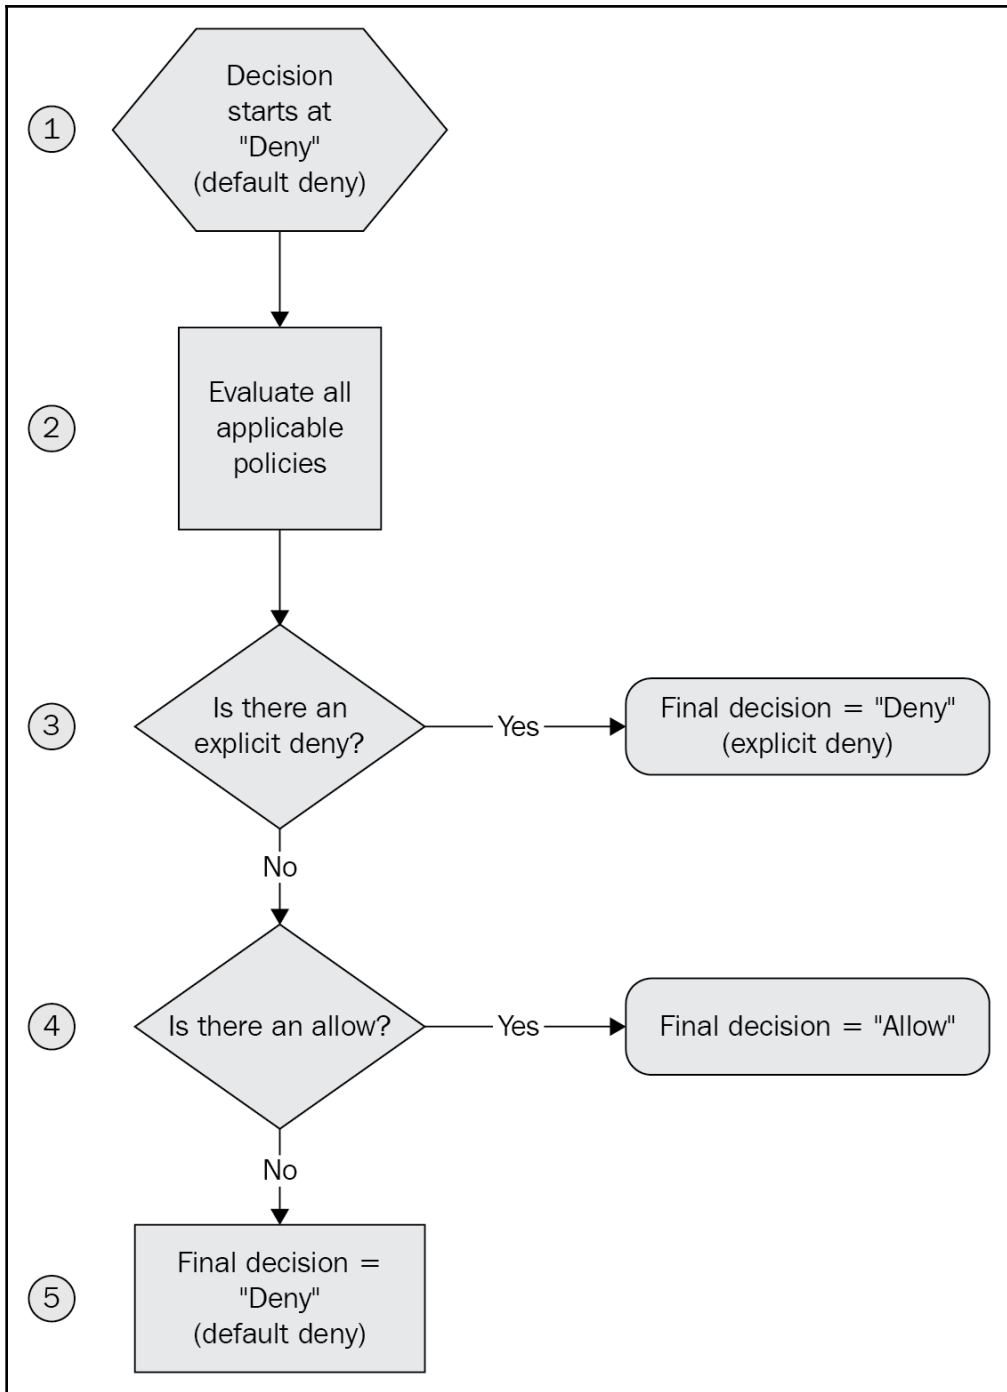 1
Decision
starts at
"Deny"
(default deny)
2
Evaluate all
applicable
policies
3
Is there an
explicit deny?
Yes
Final decision = "Deny"
(explicit deny)
No
4
Is there an allow?
Yes
Final decision = "Allow"
No
5
Final decision =
"Deny"
(default deny)